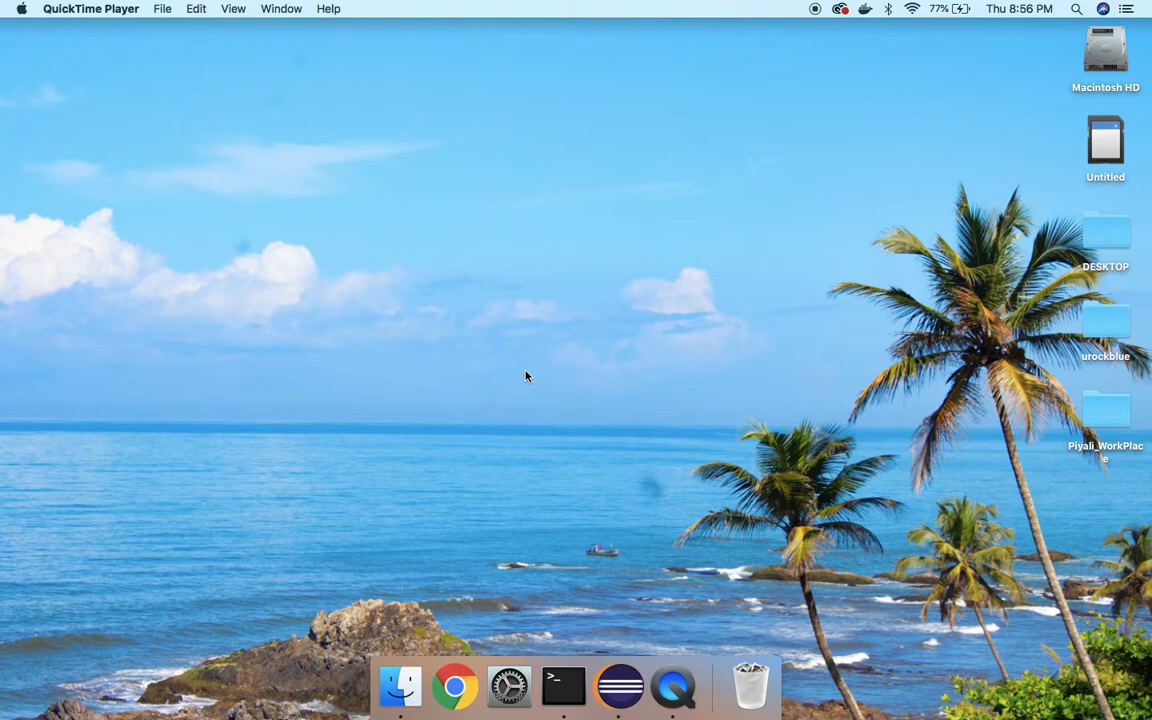 QuickTime Player File Edit View Window Help 77% Thu 8:56 PM
Macintosh HD
Untitled
DESKTOP
urockblue
Piyali_WorkPlac
e
>_